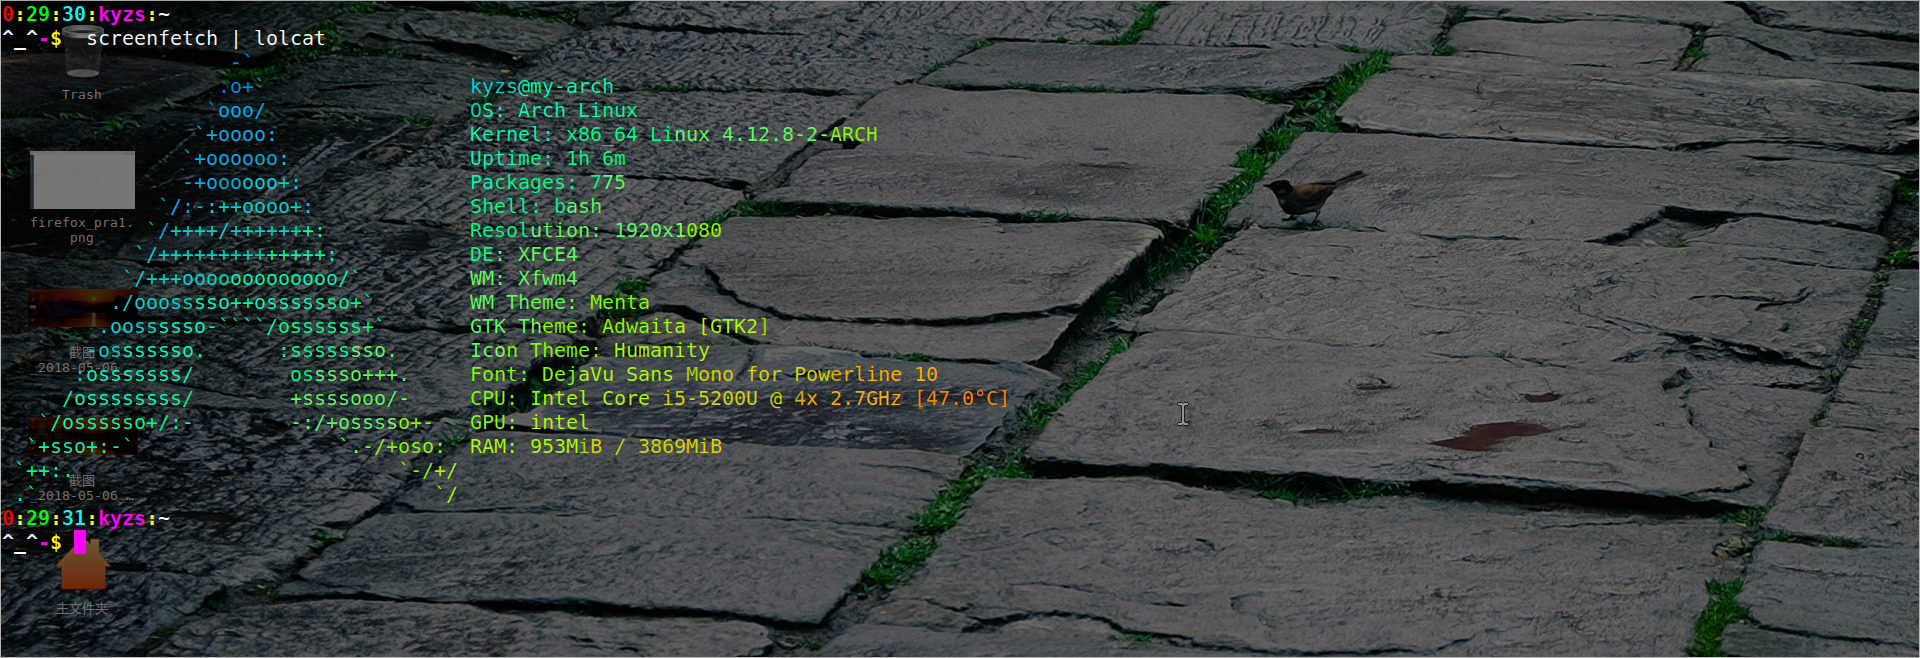 0:29:30:kyzs:~
^_^-$  screenfetch | lolcat
-`
.o+`
`ooo/
`+oooo:
`+oooooo:
-+oooooo+:
`/:-:++oooo+:
`/++++/+++++++:
`/++++++++++++++:
`/+++ooooooooooooo/`
./ooosssso++osssssso+`
.oossssso-````/ossssss+`
-osssssso.      :ssssssso.
:osssssss/        osssso+++.
/ossssssss/        +ssssooo/-
`/ossssso+/:-        -:/+osssso+-
`+sso+:-`                 `.-/+oso:
`++:.                           `-/+/
.`                                 `/
kyzs@my-arch
OS: Arch Linux
Kernel: x86_64 Linux 4.12.8-2-ARCH
Uptime: 1h 6m
Packages: 775
Shell: bash
Resolution: 1920x1080
DE: XFCE4
WM: Xfwm4
WM Theme: Menta
GTK Theme: Adwaita [GTK2]
Icon Theme: Humanity
Font: DejaVu Sans Mono for Powerline 10
CPU: Intel Core i5-5200U @ 4x 2.7GHz [47.0°C]
GPU: intel
RAM: 953MiB / 3869MiB
0:29:31:kyzs:~
^_^-$
Trash
firefox_pra1.
png
截图
_2018-05-06_
截图
_2018-05-06_…
主文件夹